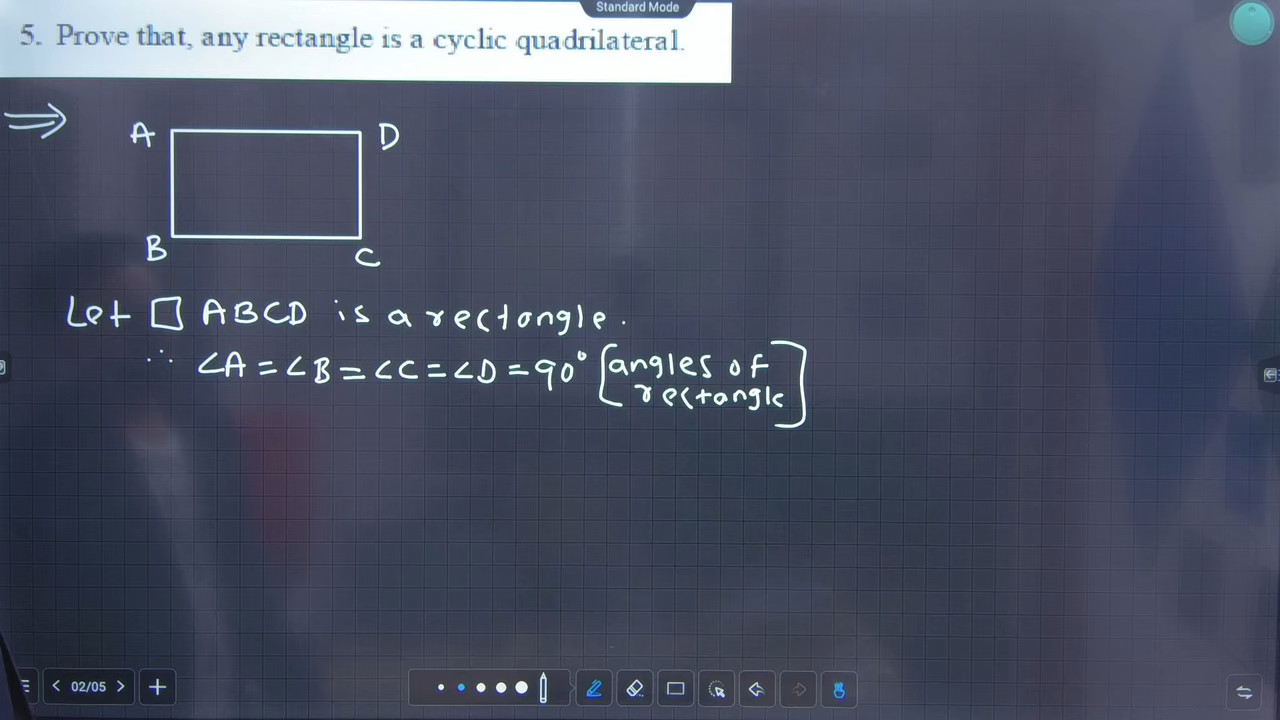 Standard Mode
5. Prove that, any rectangle is a cyclic quadrilateral.
⇒
A D
B C
Let □ ABCD is a rectangle.
∴ ∠A = ∠B = ∠C = ∠D = 90° [angles of
rectangle]
02/05